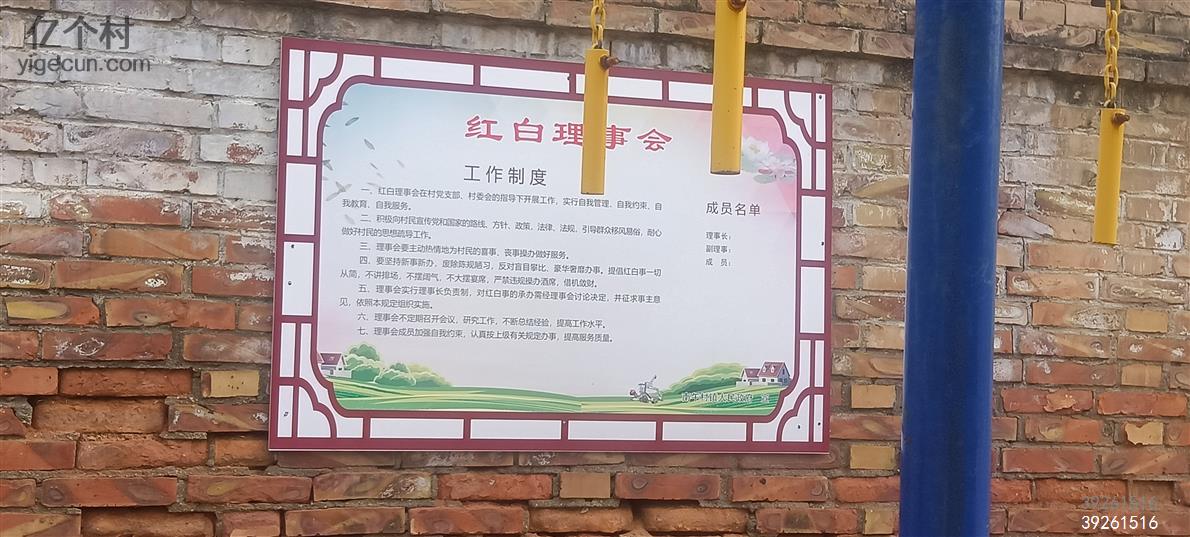 亿个村
yigecun.com
红白理事会
工作制度
一、红白理事会在村党支部、村委会的指导下开展工作，实行自我管理、自我约束、自
我教育、自我服务。
二、积极向村民宣传党和国家的路线、方针、政策、法律、法规，引导群众移风易俗，耐心
做好村民的思想疏导工作。
三、理事会要主动热情地为村民的喜事、丧事操办做好服务。
四、要坚持新事新办，废除陈规陋习，反对盲目攀比、豪华奢靡办事。提倡红白事一切
从简，不讲排场，不摆阔气，不大摆宴席，严禁违规操办酒席，借机敛财。
五、理事会实行理事长负责制，对红白事的承办需经理事会讨论决定，并征求事主意
见，依照本规定组织实施。
六、理事会不定期召开会议，研究工作，不断总结经验，提高工作水平。
七、理事会成员加强自我约束，认真按上级有关规定办事，提高服务质量。
成员名单
理事长：
副理事：
成 员：
村镇人民政府 宣
39261516
39261516